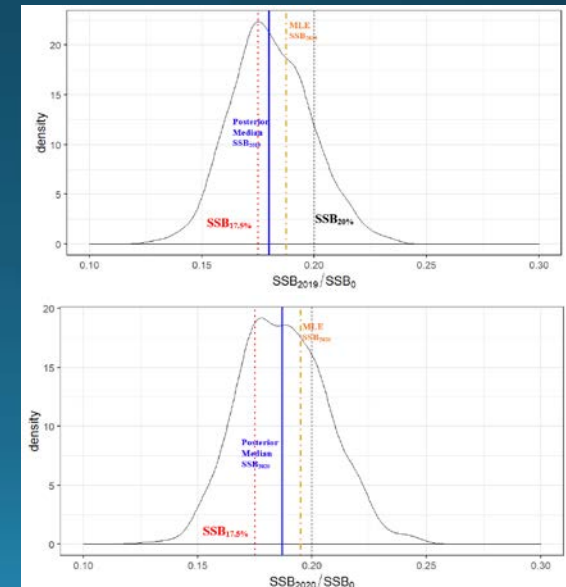 MLE
SSB₂₀₁₉
Posterior
Median
SSB₂₀₁₉
SSB₁₇.₅%
SSB₂₀%
density
20
15
10
5
0
0.10
0.15
0.20
0.25
0.30
SSB₂₀₁₉/SSB₀
MLE
SSB₂₀₂₀
Posterior
Median
SSB₂₀₂₀
SSB₁₇.₅%
density
20
15
10
5
0
0.10
0.15
0.20
0.25
0.30
SSB₂₀₂₀/SSB₀